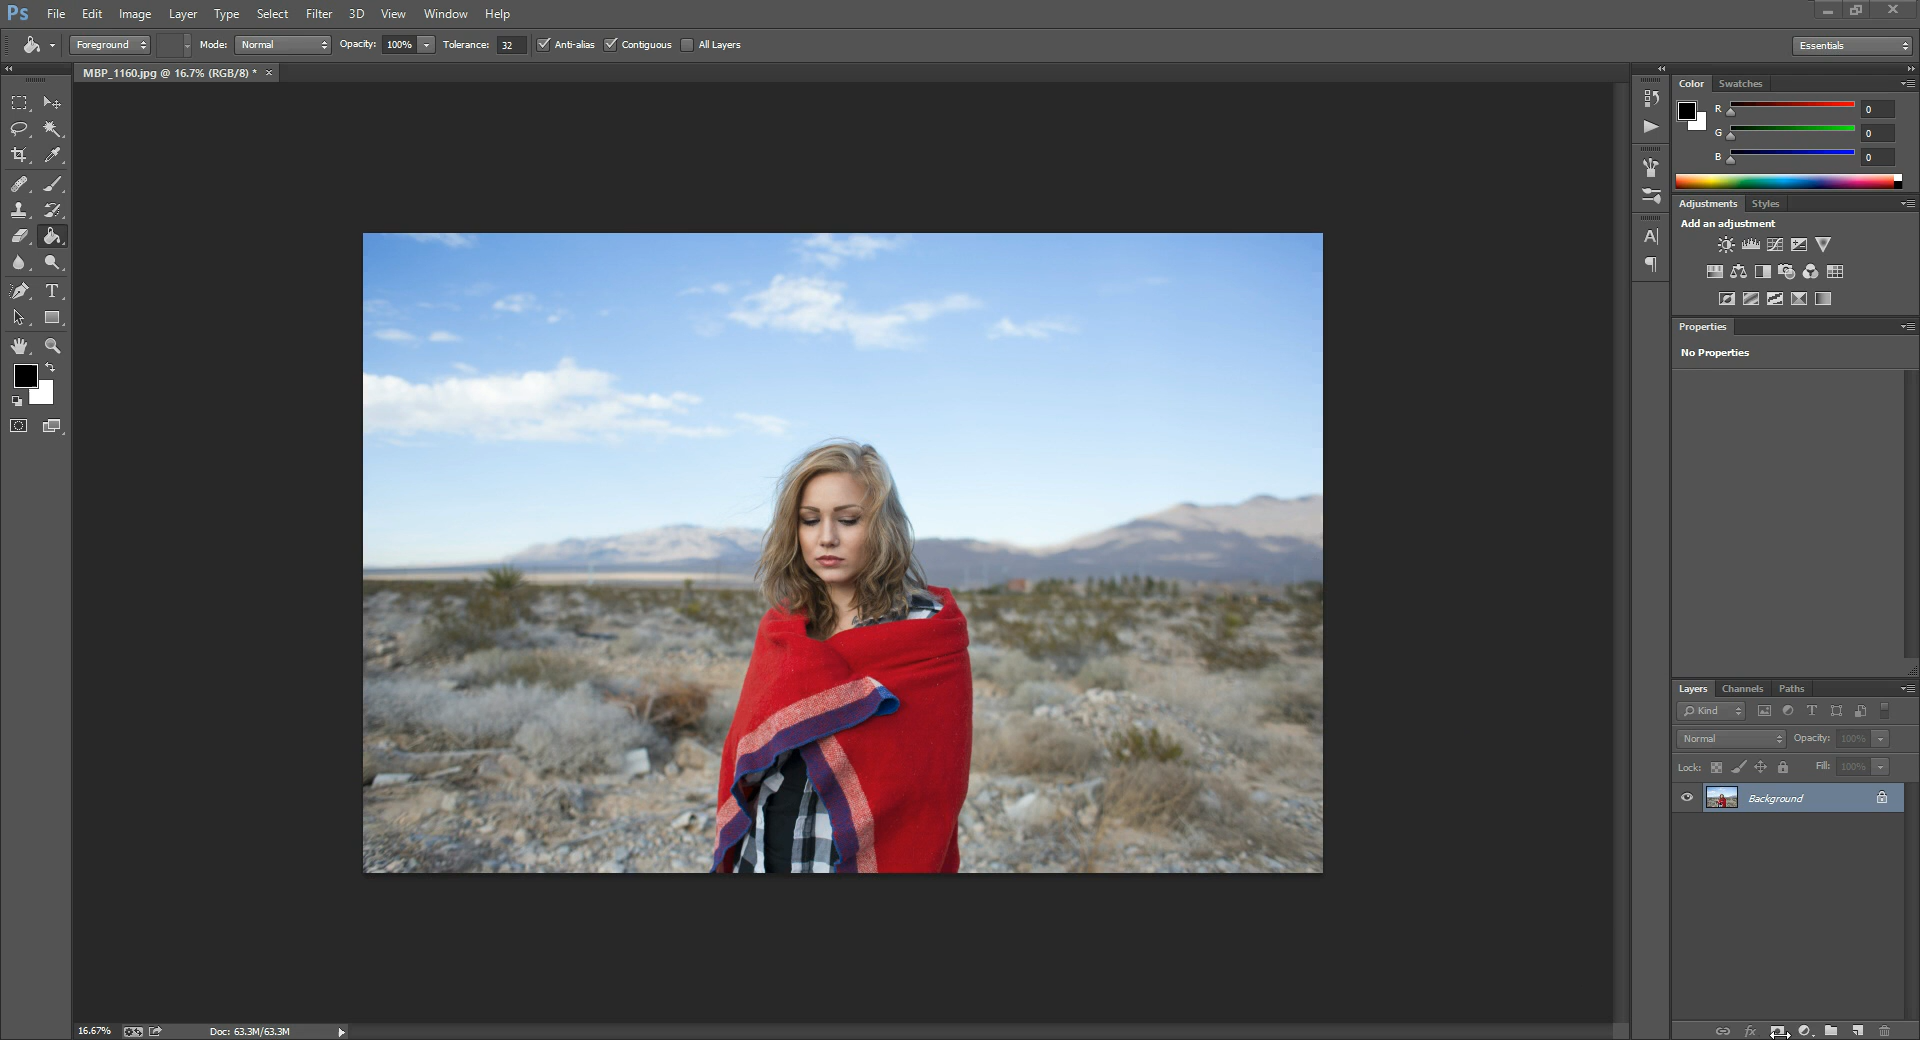 Ps File Edit Image Layer Type Select Filter 3D View Window Help
Foreground Mode: Normal Opacity: 100% Tolerance: 32 Anti-alias Contiguous All Layers Essentials
MBP_1160.jpg @ 16.7% (RGB/8) * ×
Color Swatches
R 0
G 0
B 0
Adjustments Styles
Add an adjustment
Properties
No Properties
Layers Channels Paths
Kind
Normal Opacity: 100%
Lock: Fill: 100%
Background
16.67% Doc: 63.3M/63.3M
fx